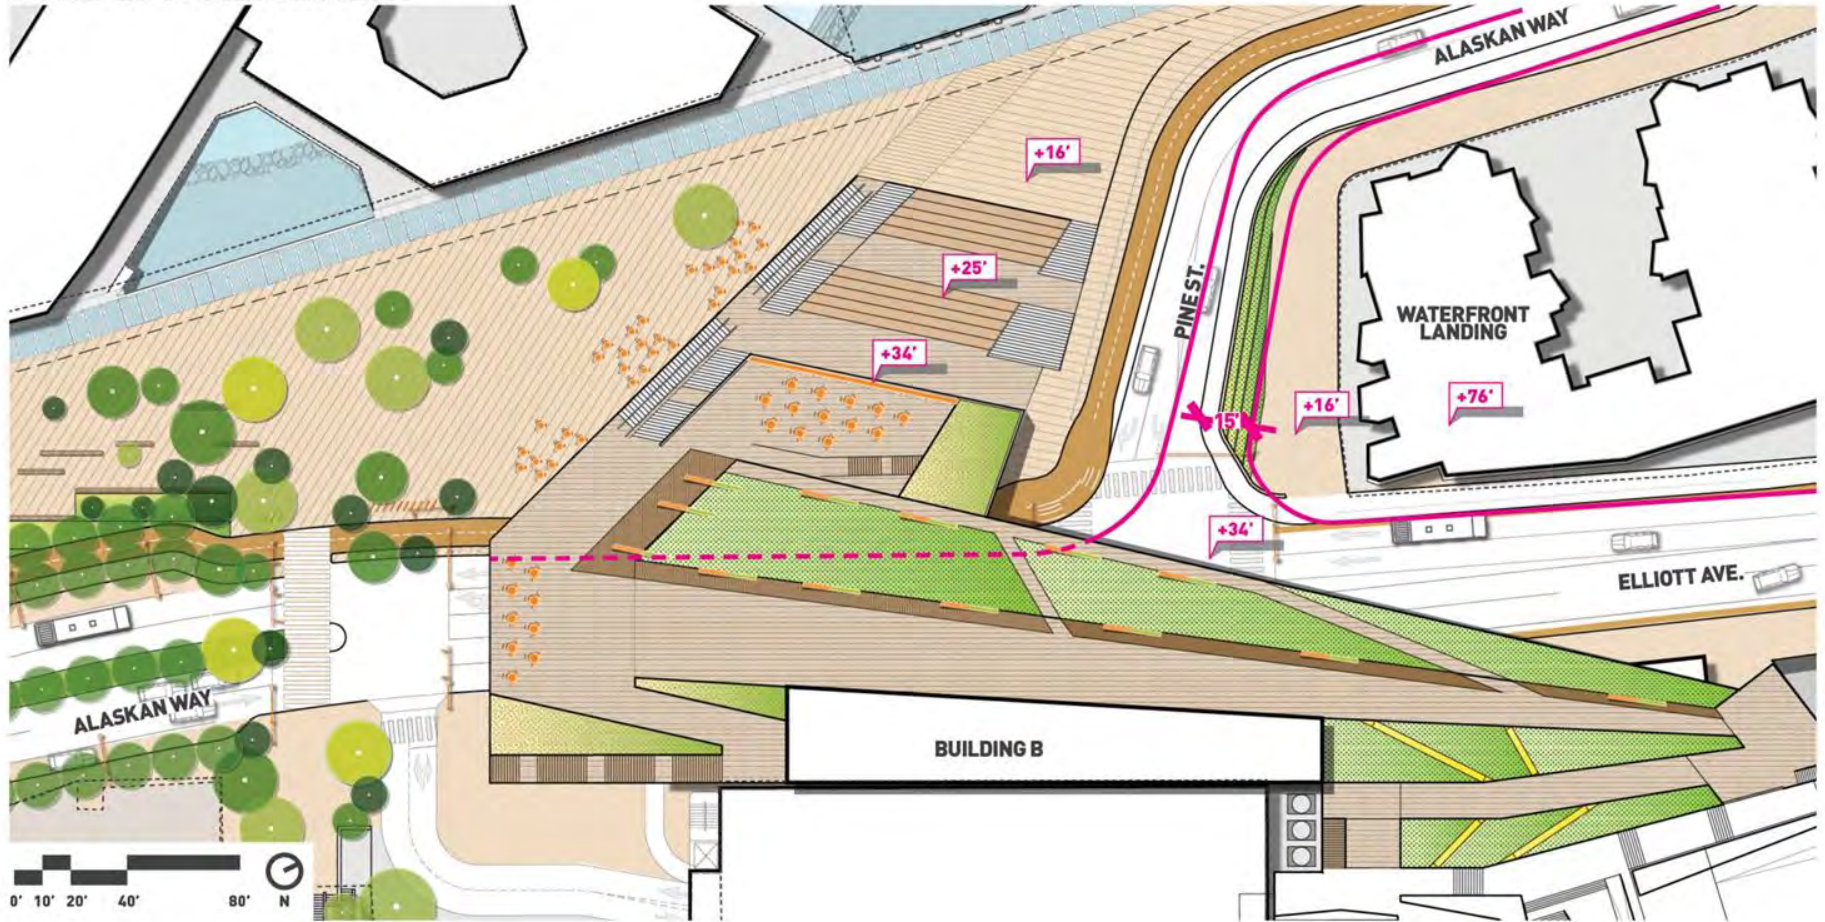 ALASKAN WAY
+16'
+25'
PINE ST.
WATERFRONT
LANDING
+34'
+16'
+76'
15'
+34'
ELLIOTT AVE.
ALASKAN WAY
BUILDING B
0' 10' 20' 40' 80' N